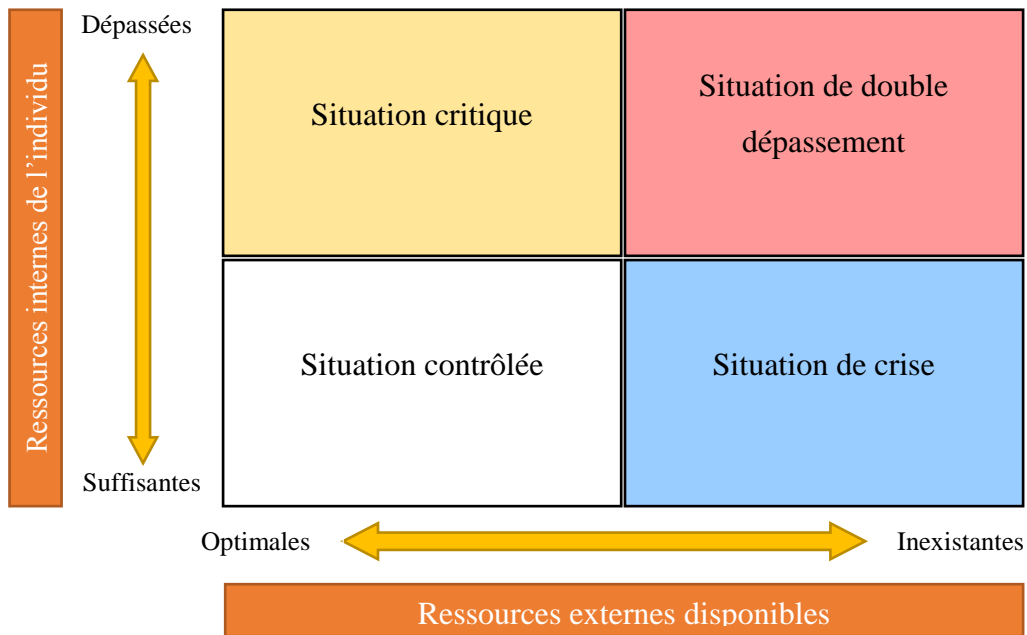 Dépassées
Ressources internes de l’individu
Situation critique
Situation de double
dépassement
Situation contrôlée
Situation de crise
Suffisantes
Optimales
Inexistantes
Ressources externes disponibles